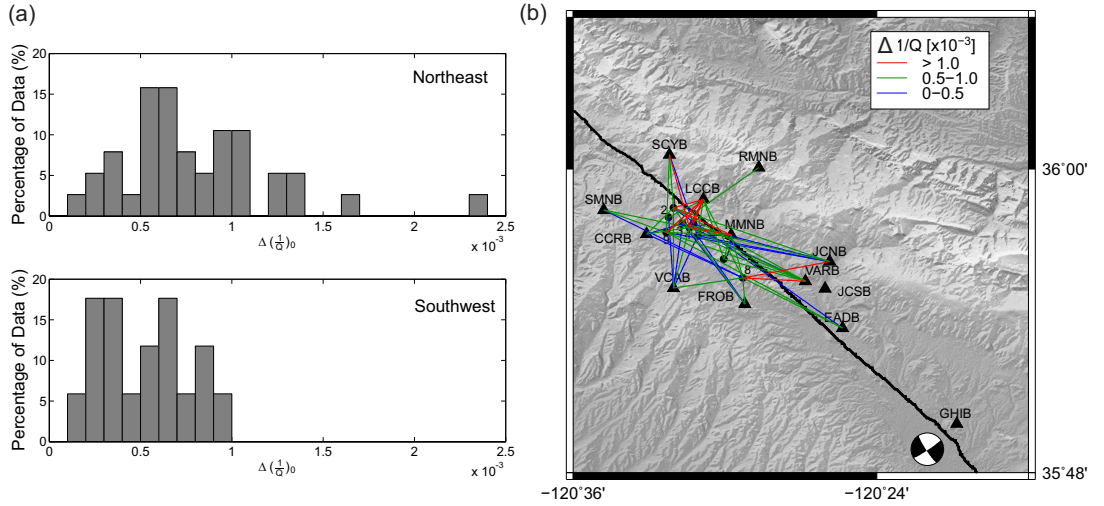 (a)
Percentage of Data (%)
20
15
10
5
0
Northeast
0
0.5
1
1.5
2
2.5
x 10⁻³
Δ (1/Q)₀
Percentage of Data (%)
20
15
10
5
0
Southwest
0
0.5
1
1.5
2
2.5
x 10⁻³
Δ (1/Q)₀
(b)
Δ 1/Q [x10⁻³]
> 1.0
0.5−1.0
0−0.5
SCYB
RMNB
LCCB
SMNB
2
MMNB
CCRB
JCNB
8
VARB
VCAB
JCSB
FROB
EADB
GHIB
36°00'
35°48'
−120°36'
−120°24'